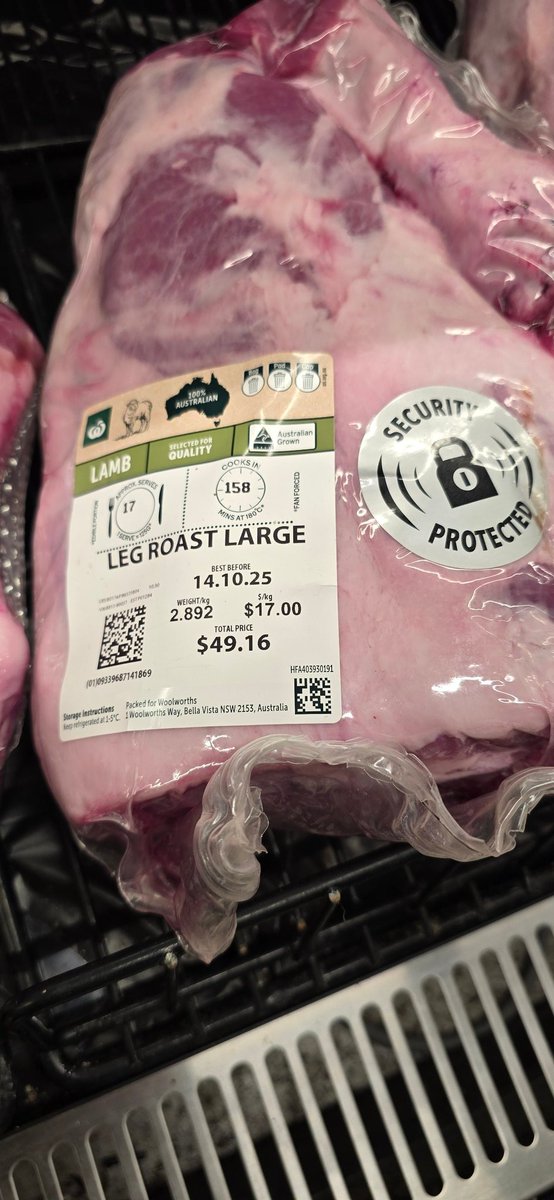 100%
AUSTRALIAN
LAMB
SELECTED FOR
QUALITY
Australian
Grown
APPROX. SERVES
17
COOKS IN
158
MINS AT 180°C*
*FAN FORCED
LEG ROAST LARGE
BEST BEFORE
14.10.25
WEIGHT/kg
2.892
$/kg
$17.00
TOTAL PRICE
$49.16
(01)09339687141869
HFA403930191
Storage instructions
Keep refrigerated at 1-5°C.
Packed for Woolworths
1 Woolworths Way, Bella Vista NSW 2153, Australia
SECURITY
PROTECTED